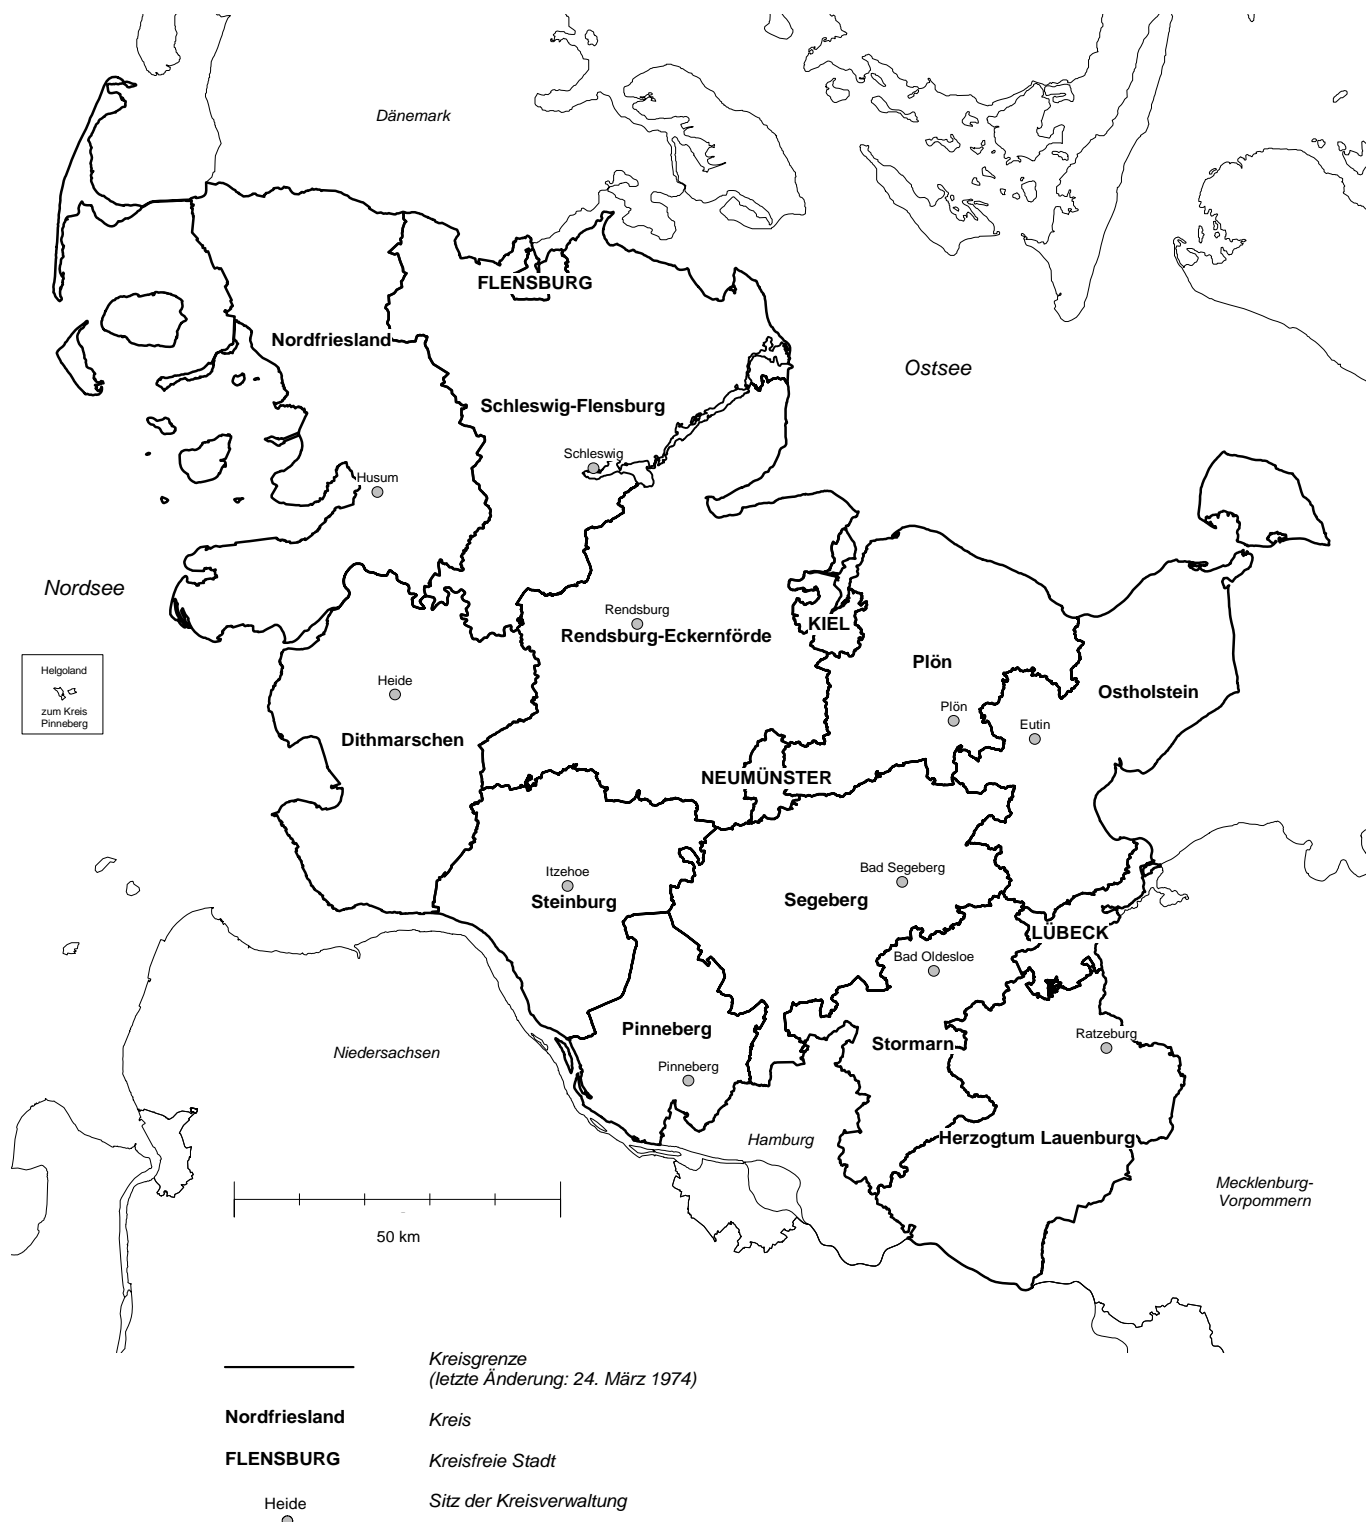 Dänemark
FLENSBURG
Nordfriesland
Ostsee
Schleswig-Flensburg
Schleswig
Husum
Nordsee
Rendsburg
Rendsburg-Eckernförde
KIEL
Plön
Helgoland
zum Kreis
Pinneberg
Heide
Ostholstein
Plön
Eutin
Dithmarschen
NEUMÜNSTER
Itzehoe
Steinburg
Bad Segeberg
Segeberg
LÜBECK
Bad Oldesloe
Pinneberg
Stormarn
Ratzeburg
Niedersachsen
Pinneberg
Hamburg
Herzogtum Lauenburg
Mecklenburg-
Vorpommern
50 km
Kreisgrenze
(letzte Änderung: 24. März 1974)
Nordfriesland Kreis
FLENSBURG Kreisfreie Stadt
Heide Sitz der Kreisverwaltung